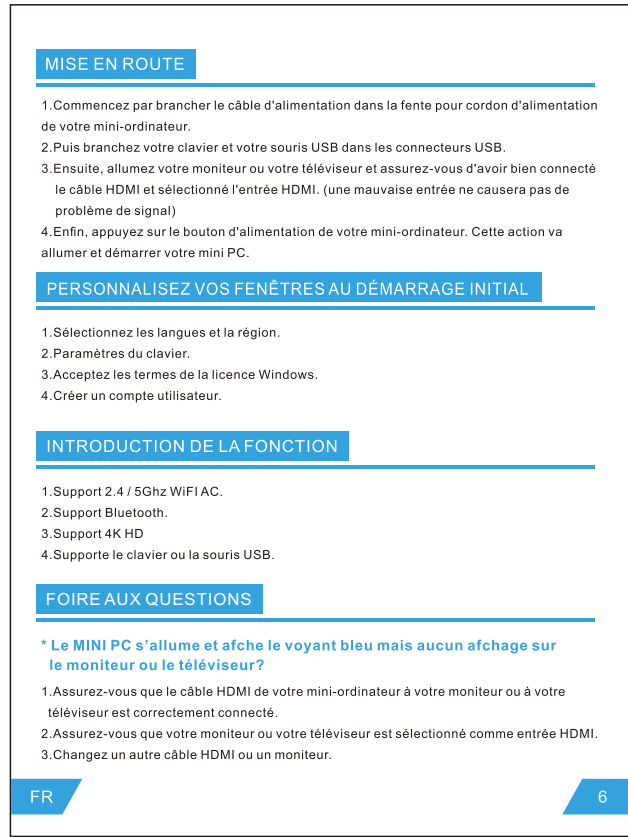 MISE EN ROUTE
1.Commencez par brancher le câble d'alimentation dans la fente pour cordon d'alimentation
de votre mini-ordinateur.
2.Puis branchez votre clavier et votre souris USB dans les connecteurs USB.
3.Ensuite, allumez votre moniteur ou votre téléviseur et assurez-vous d'avoir bien connecté
le câble HDMI et sélectionné l'entrée HDMI. (une mauvaise entrée ne causera pas de
problème de signal)
4.Enfin, appuyez sur le bouton d'alimentation de votre mini-ordinateur. Cette action va
allumer et démarrer votre mini PC.
PERSONNALISEZ VOS FENÊTRES AU DÉMARRAGE INITIAL
1.Sélectionnez les langues et la région.
2.Paramètres du clavier.
3.Acceptez les termes de la licence Windows.
4.Créer un compte utilisateur.
INTRODUCTION DE LA FONCTION
1.Support 2.4 / 5Ghz WiFI AC.
2.Support Bluetooth.
3.Support 4K HD
4.Supporte le clavier ou la souris USB.
FOIRE AUX QUESTIONS
* Le MINI PC s’allume et afche le voyant bleu mais aucun afchage sur
le moniteur ou le téléviseur?
1.Assurez-vous que le câble HDMI de votre mini-ordinateur à votre moniteur ou à votre
téléviseur est correctement connecté.
2.Assurez-vous que votre moniteur ou votre téléviseur est sélectionné comme entrée HDMI.
3.Changez un autre câble HDMI ou un moniteur.
FR
6